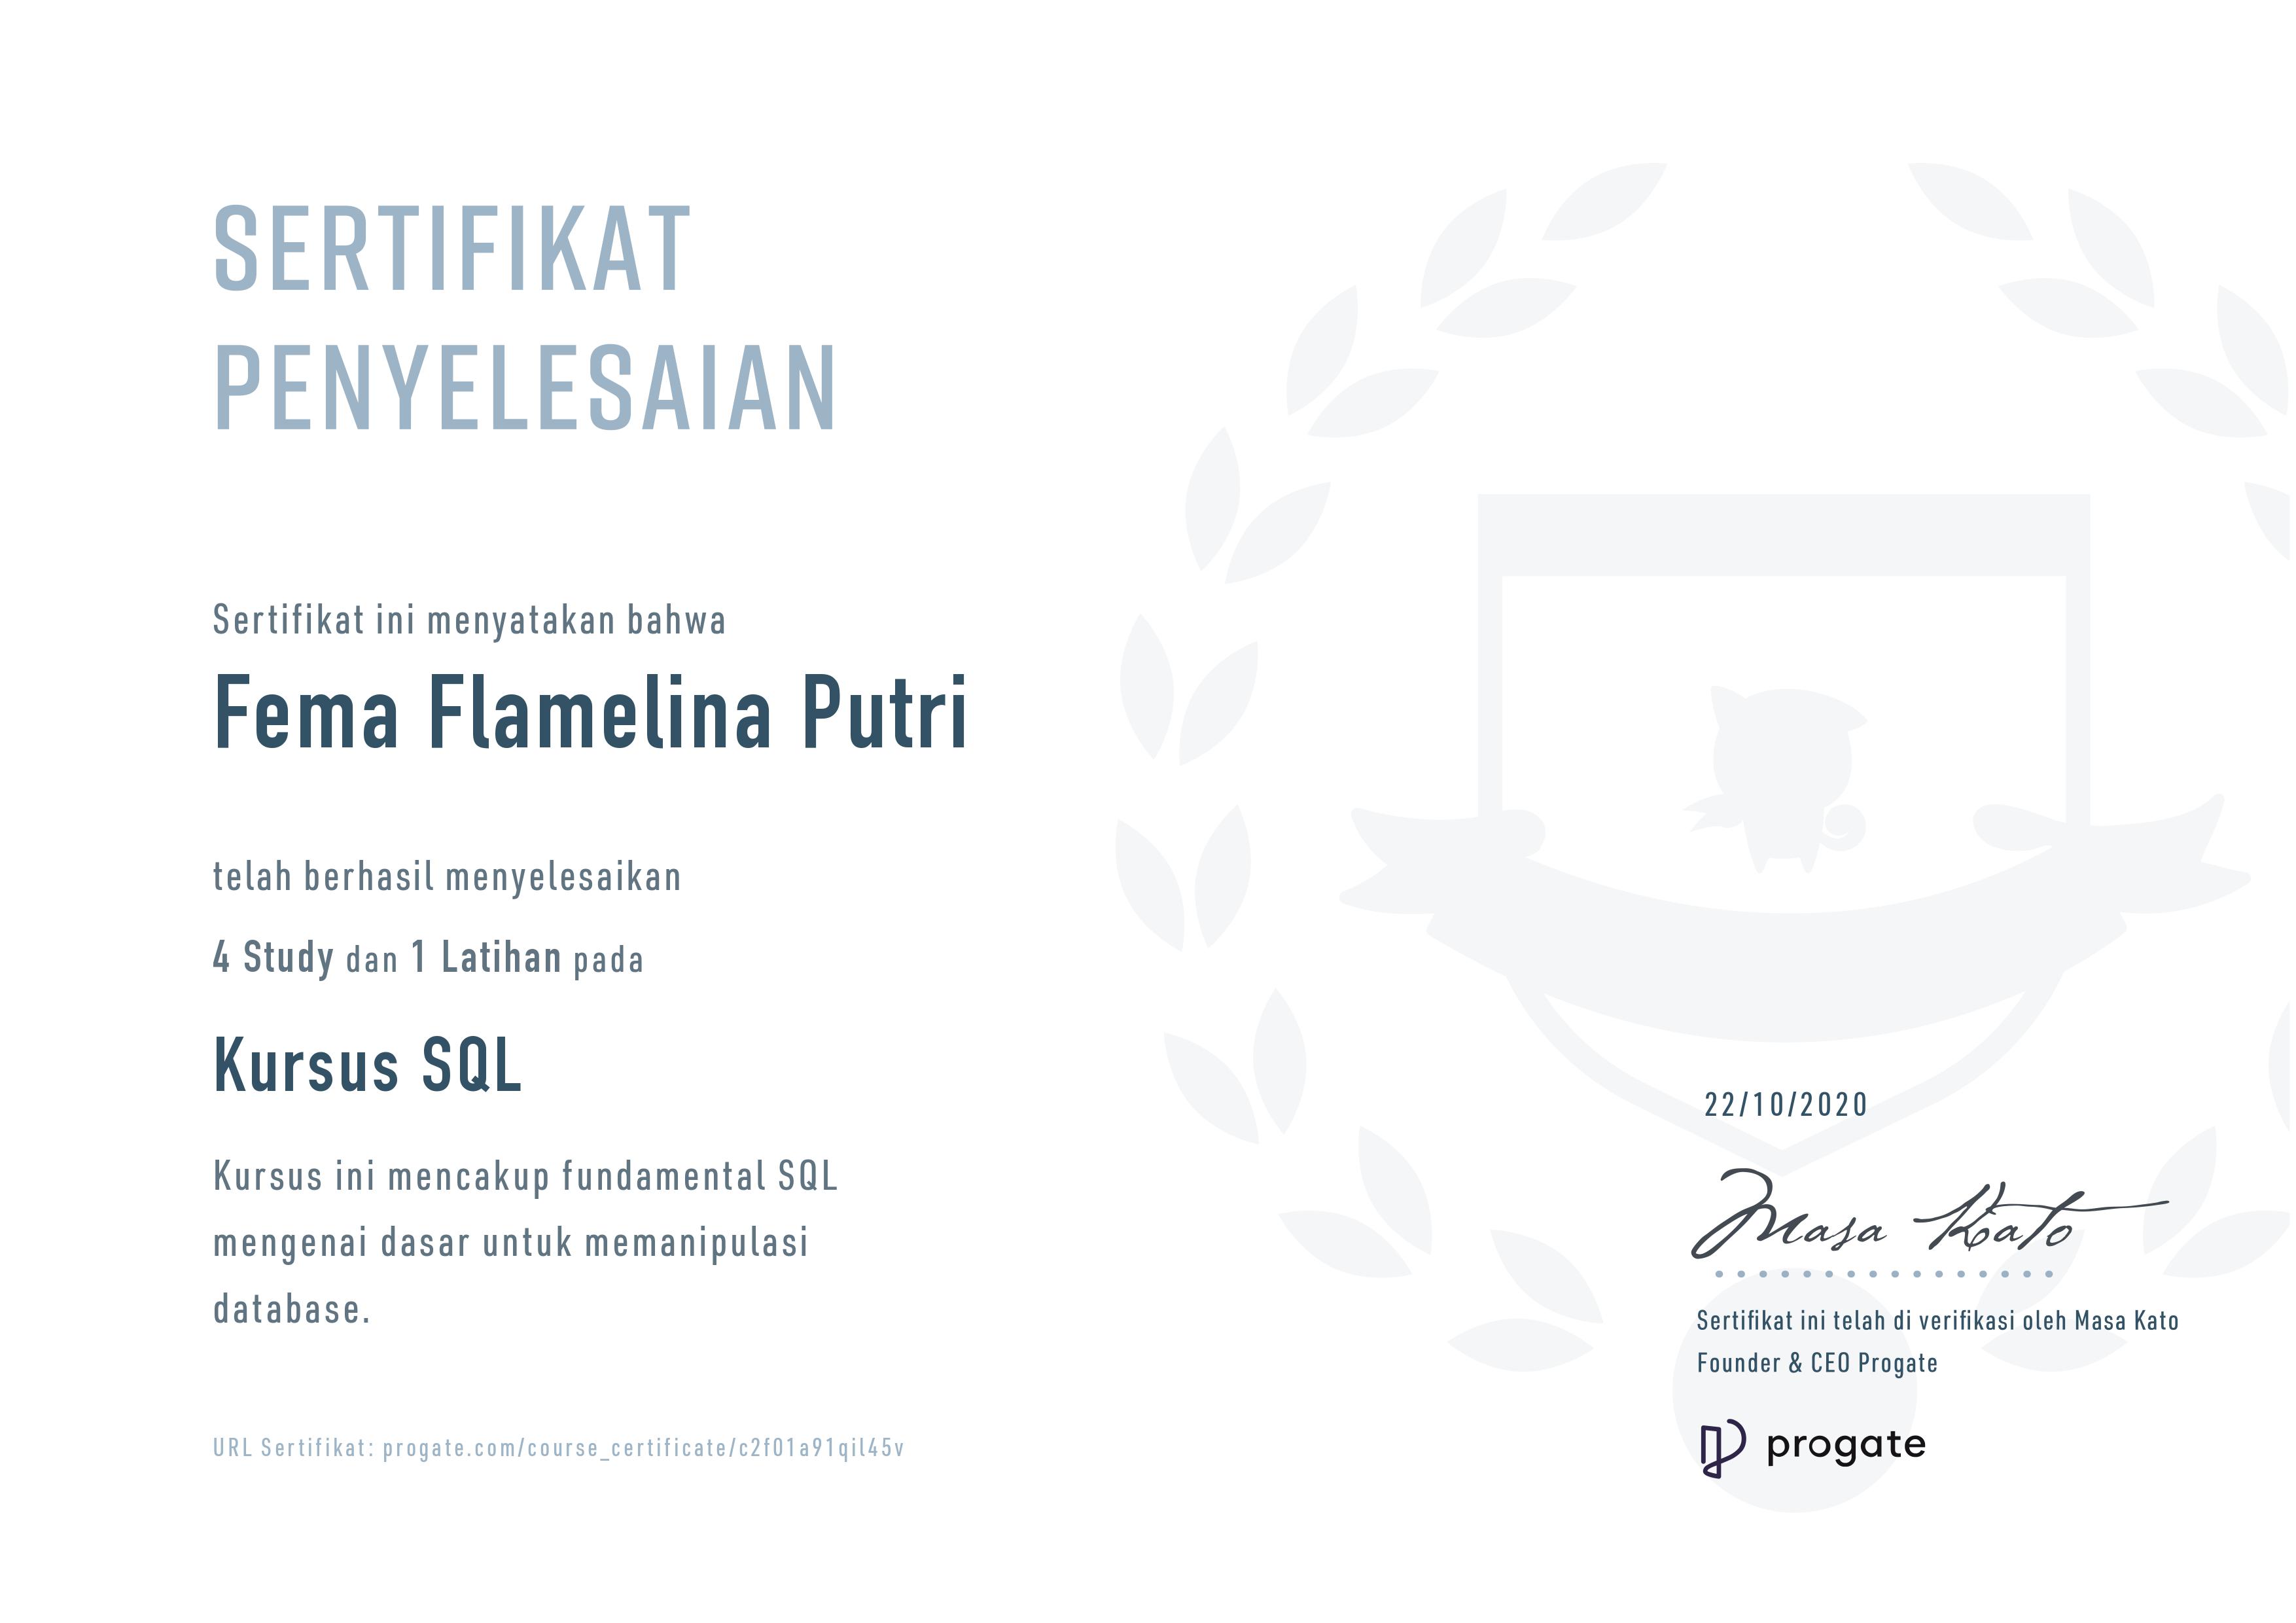 SERTIFIKAT
PENYELESAIAN
Sertifikat ini menyatakan bahwa
Fema Flamelina Putri
telah berhasil menyelesaikan
4 Study dan 1 Latihan pada
Kursus SQL
Kursus ini mencakup fundamental SQL
mengenai dasar untuk memanipulasi
database.
URL Sertifikat: progate.com/course_certificate/c2f01a91qil45v
22/10/2020
Masa Kato
Sertifikat ini telah di verifikasi oleh Masa Kato
Founder & CEO Progate
progate